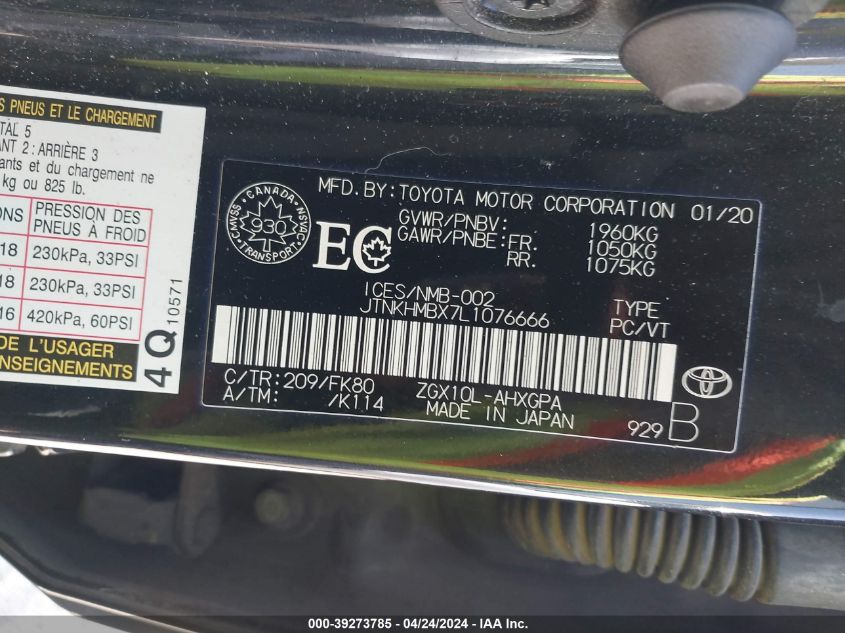 S PNEUS ET LE CHARGEMENT
TAL 5
ANT 2 : ARRIÈRE 3
ants et du chargement ne
kg ou 825 lb.
ONS PRESSION DES PNEUS À FROID
18 230kPa, 33PSI
18 230kPa, 33PSI
16 420kPa, 60PSI
DE L'USAGER
ENSEIGNEMENTS
4Q 10571
CANADA
CMVSS NSVAC
930
TRANSPORT
EC
MFD. BY: TOYOTA MOTOR CORPORATION 01/20
GVWR/PNBV: 1960KG
GAWR/PNBE: FR. 1050KG
RR. 1075KG
ICES/NMB-002
JTNKHMBX7L1076666
TYPE
PC/VT
C/TR: 209/FK80 ZGX10L-AHXGPA
A/TM: /K114 MADE IN JAPAN
929 B
000-39273785 - 04/24/2024 - IAA Inc.